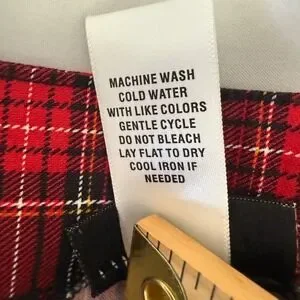 MACHINE WASH
COLD WATER
WITH LIKE COLORS
GENTLE CYCLE
DO NOT BLEACH
LAY FLAT TO DRY
COOL IRON IF
NEEDED